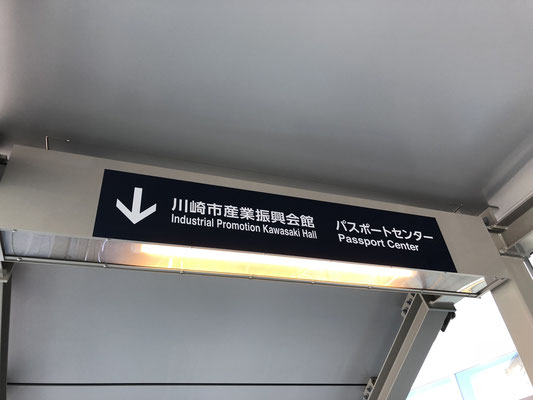 川崎市産業振興会館
Industrial Promotion Kawasaki Hall
パスポートセンター
Passport Center